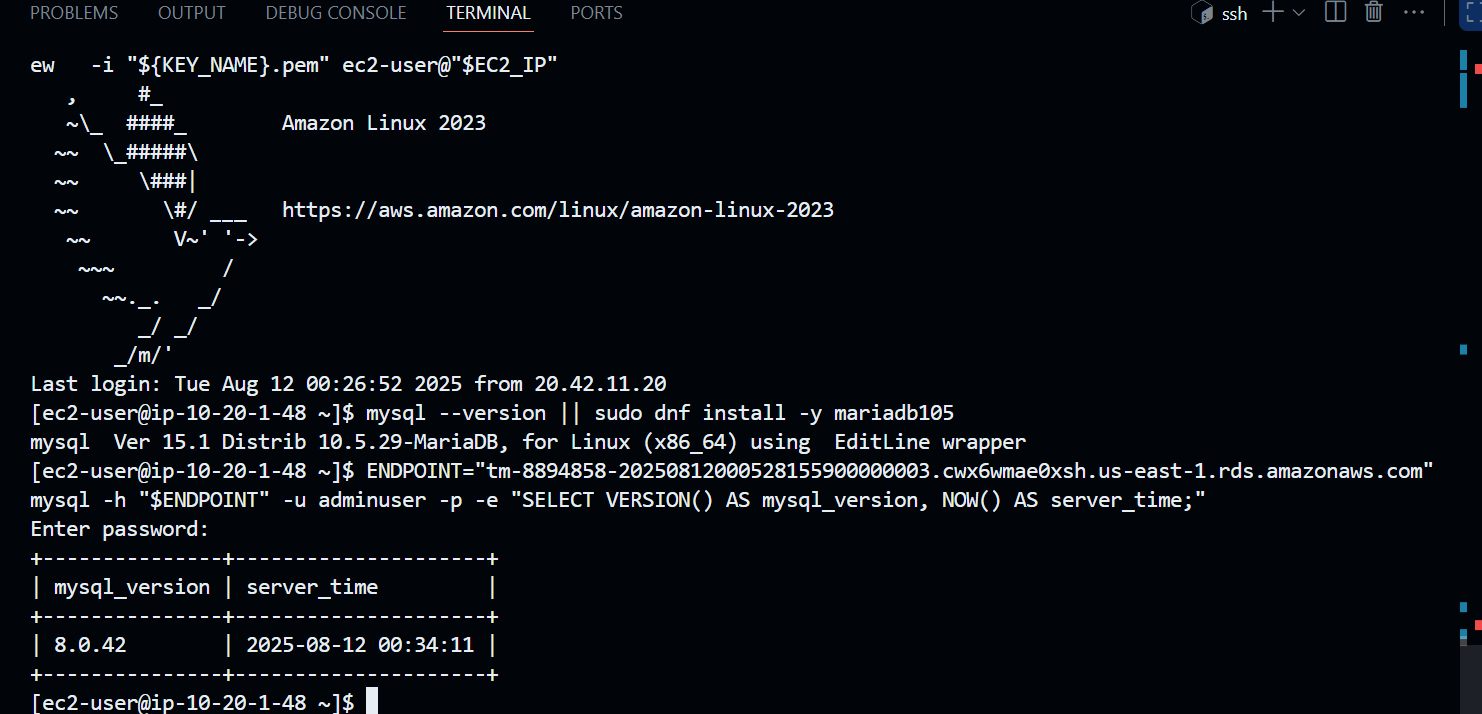 PROBLEMS OUTPUT DEBUG CONSOLE TERMINAL PORTS ssh
ew   -i "${KEY_NAME}.pem" ec2-user@"$EC2_IP"
   ,     #_
   ~\_  ####_        Amazon Linux 2023
  ~~  \_#####\
  ~~     \###|
  ~~       \#/ ___   https://aws.amazon.com/linux/amazon-linux-2023
   ~~       V~' '->
    ~~~         /
      ~~._.   _/
         _/ _/
       _/m/'
Last login: Tue Aug 12 00:26:52 2025 from 20.42.11.20
[ec2-user@ip-10-20-1-48 ~]$ mysql --version || sudo dnf install -y mariadb105
mysql  Ver 15.1 Distrib 10.5.29-MariaDB, for Linux (x86_64) using  EditLine wrapper
[ec2-user@ip-10-20-1-48 ~]$ ENDPOINT="tm-8894858-20250812000528155900000003.cwx6wmae0xsh.us-east-1.rds.amazonaws.com"
mysql -h "$ENDPOINT" -u adminuser -p -e "SELECT VERSION() AS mysql_version, NOW() AS server_time;"
Enter password:
+---------------+---------------------+
| mysql_version | server_time         |
+---------------+---------------------+
| 8.0.42        | 2025-08-12 00:34:11 |
+---------------+---------------------+
[ec2-user@ip-10-20-1-48 ~]$